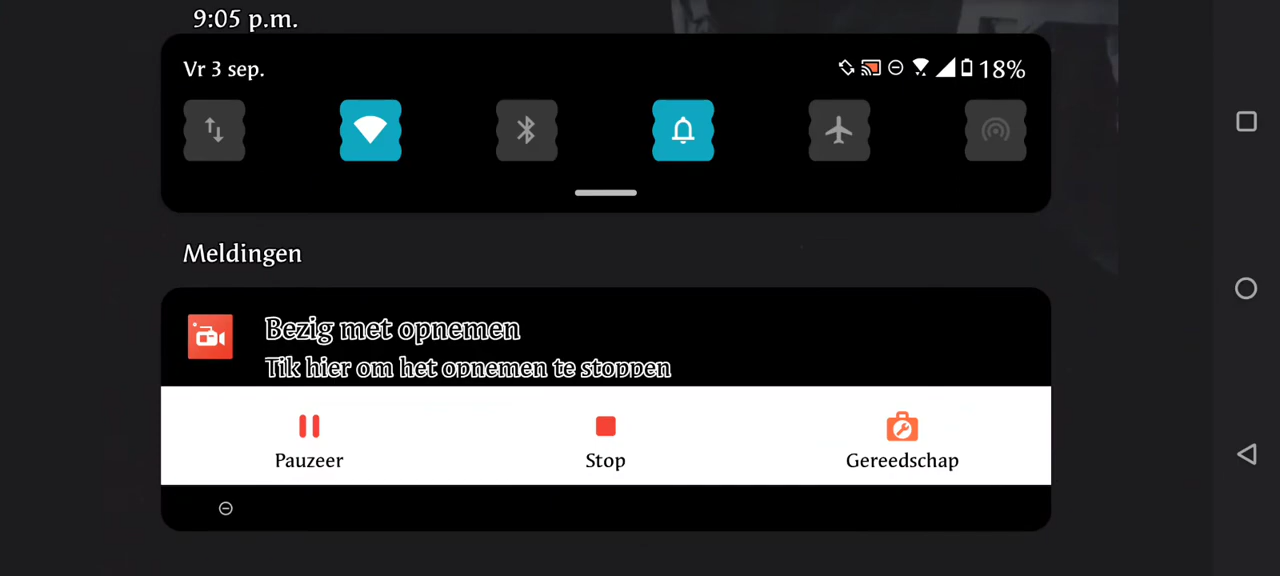 9:05 p.m.
Vr 3 sep.
18%
Meldingen
Bezig met opnemen
Tik hier om het opnemen te stoppen
Pauzeer
Stop
Gereedschap